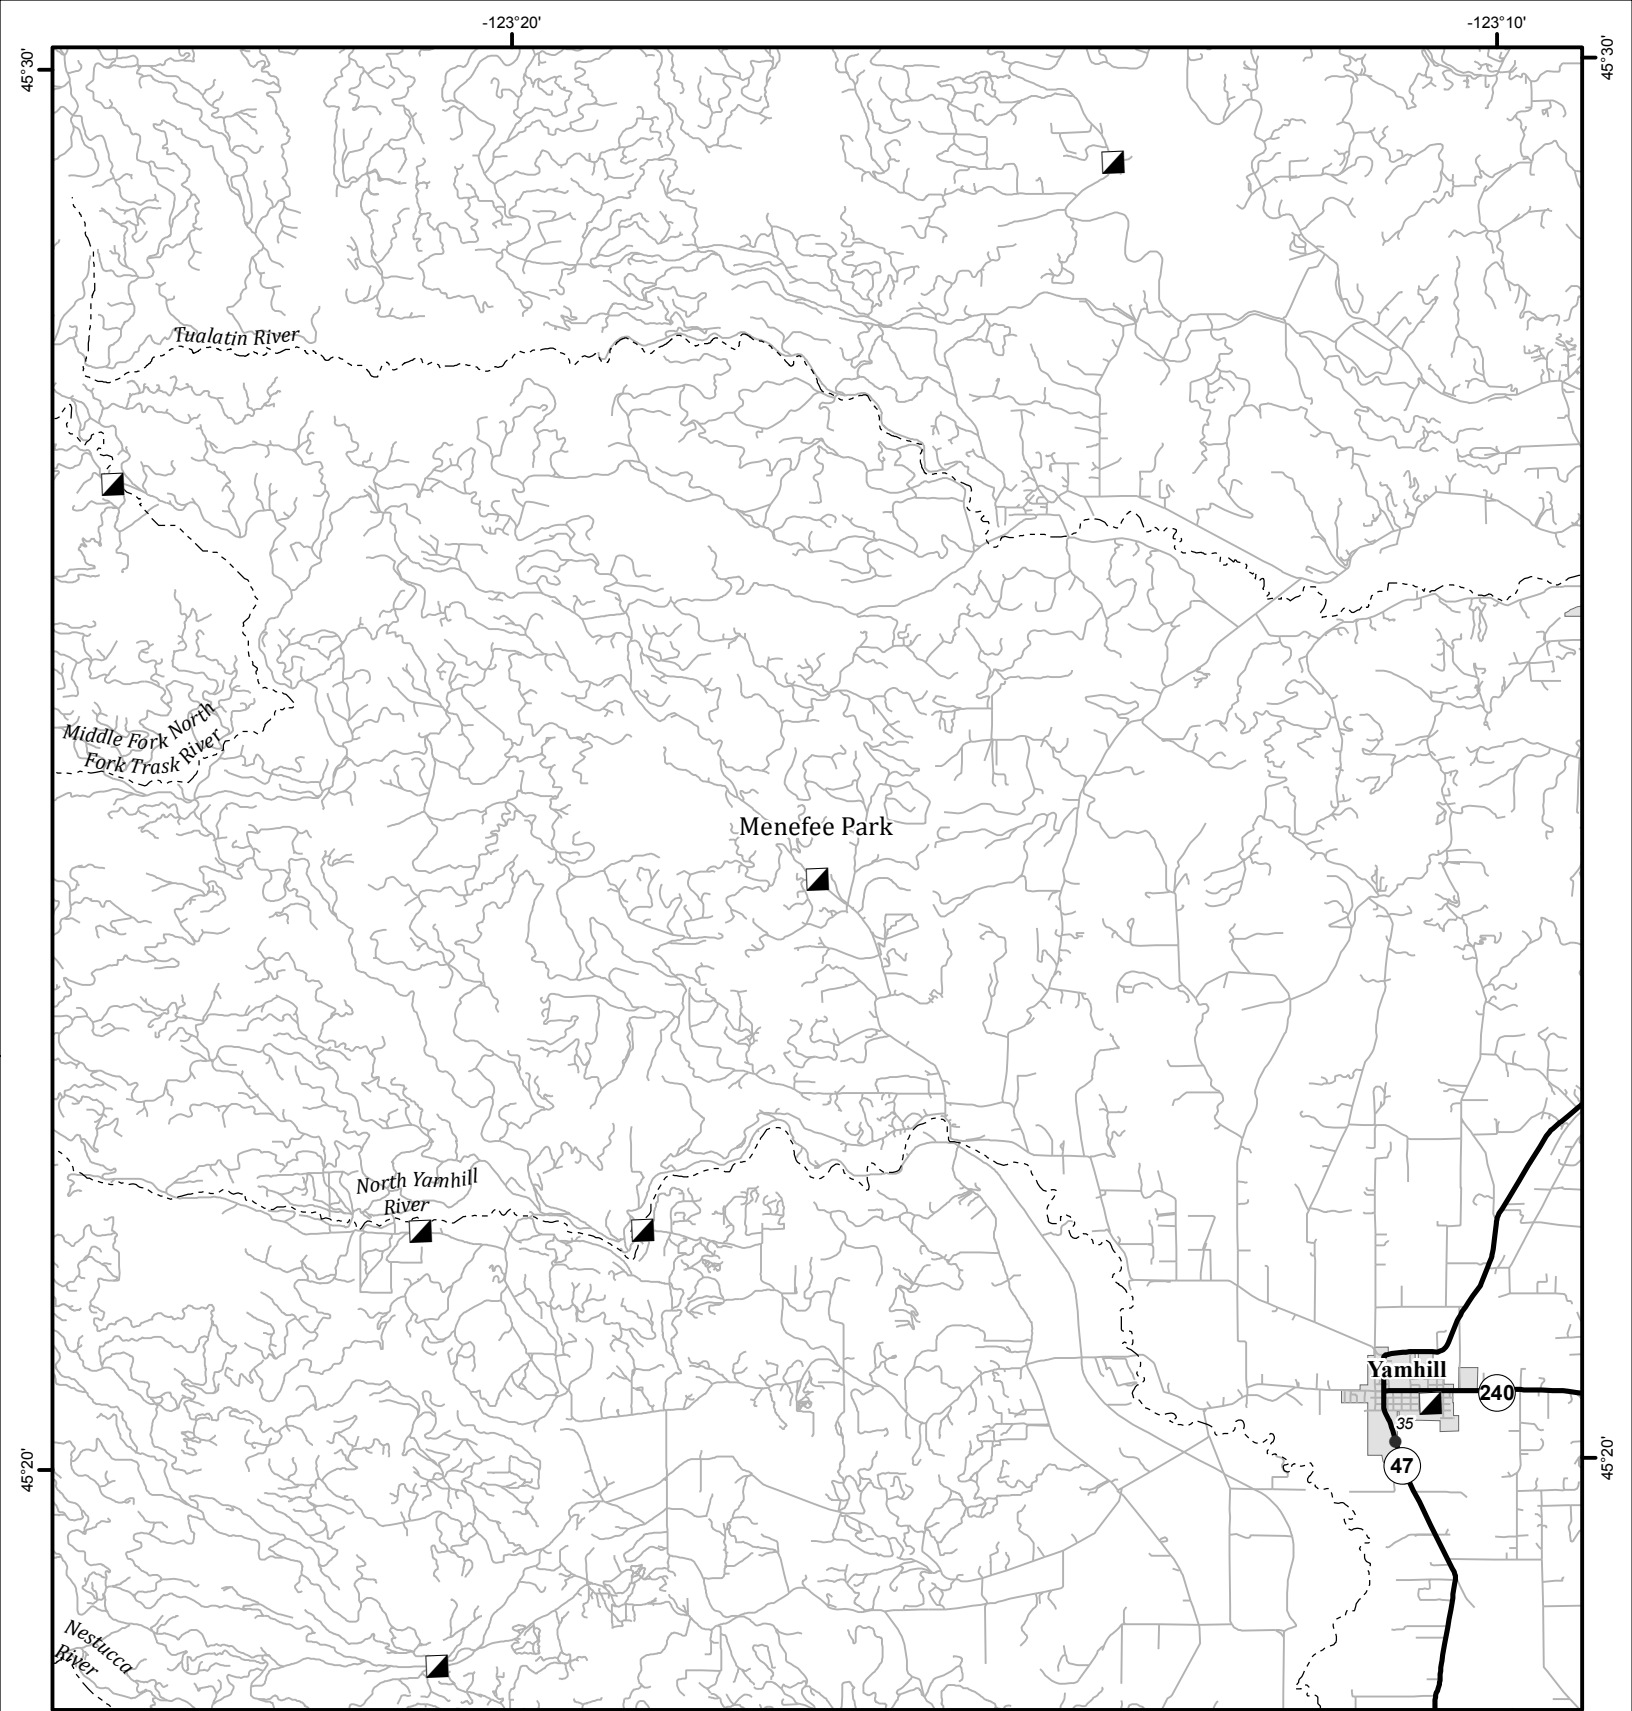 -123°20'
-123°10'
45°30'
45°30'
Tualatin River
Middle Fork North
Fork Trask River
Menefee Park
North Yamhill
River
Yamhill
240
35
47
45°20'
45°20'
Nestucca
River